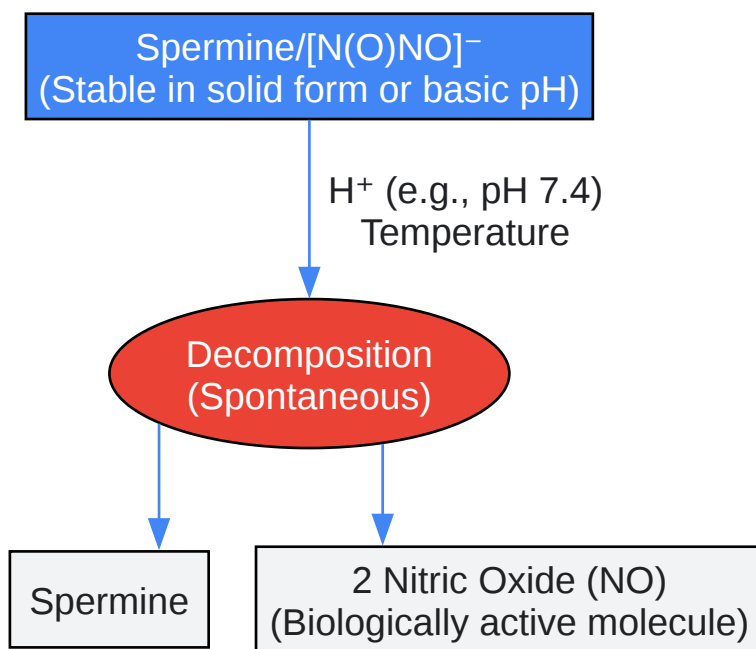 Spermine/[N(O)NO]⁻
(Stable in solid form or basic pH)
H⁺ (e.g., pH 7.4)
Temperature
Decomposition
(Spontaneous)
Spermine
2 Nitric Oxide (NO)
(Biologically active molecule)